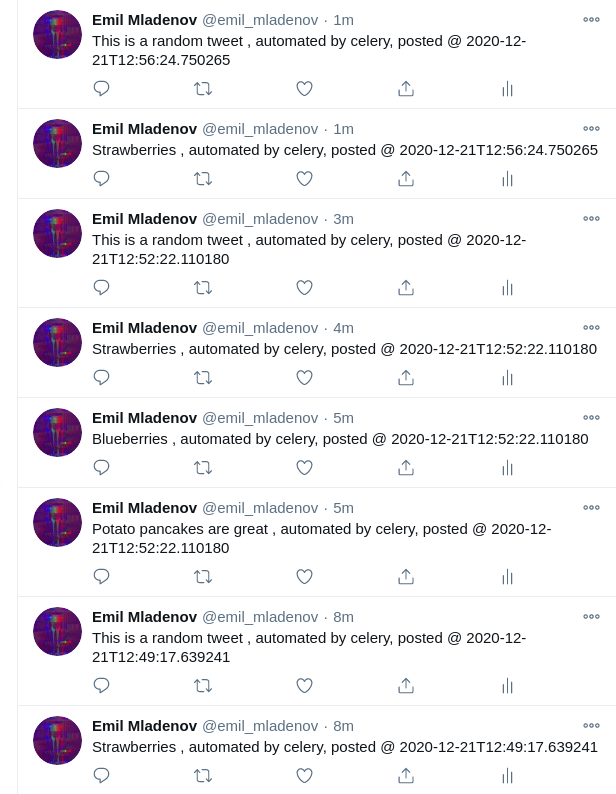 Emil Mladenov @emil_mladenov · 1m
This is a random tweet , automated by celery, posted @ 2020-12-
21T12:56:24.750265
Emil Mladenov @emil_mladenov · 1m
Strawberries , automated by celery, posted @ 2020-12-21T12:56:24.750265
Emil Mladenov @emil_mladenov · 3m
This is a random tweet , automated by celery, posted @ 2020-12-
21T12:52:22.110180
Emil Mladenov @emil_mladenov · 4m
Strawberries , automated by celery, posted @ 2020-12-21T12:52:22.110180
Emil Mladenov @emil_mladenov · 5m
Blueberries , automated by celery, posted @ 2020-12-21T12:52:22.110180
Emil Mladenov @emil_mladenov · 5m
Potato pancakes are great , automated by celery, posted @ 2020-12-
21T12:52:22.110180
Emil Mladenov @emil_mladenov · 8m
This is a random tweet , automated by celery, posted @ 2020-12-
21T12:49:17.639241
Emil Mladenov @emil_mladenov · 8m
Strawberries , automated by celery, posted @ 2020-12-21T12:49:17.639241